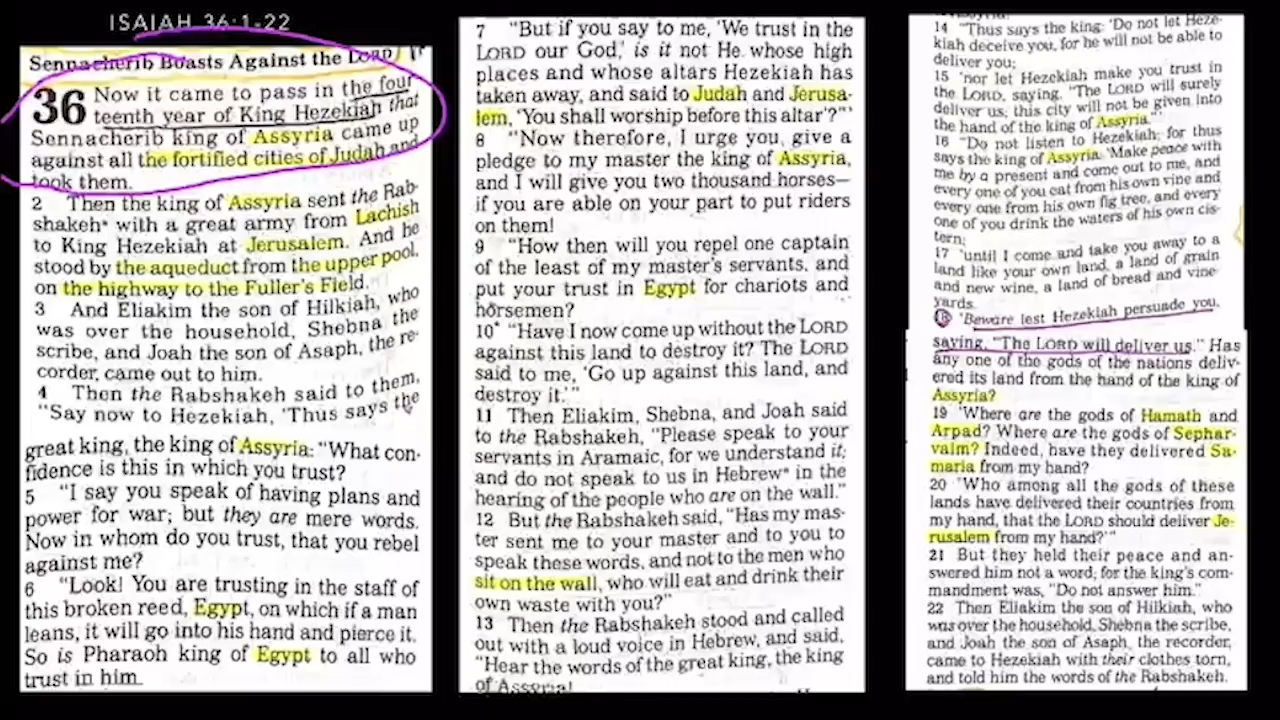 ISAIAH 36:1-22
Sennacherib Boasts Against the LORD
36 Now it came to pass in the four
teenth year of King Hezekiah that
Sennacherib king of Assyria came up
against all the fortified cities of Judah and
took them.
2 Then the king of Assyria sent the Rab-
shakeh* with a great army from Lachish
to King Hezekiah at Jerusalem. And he
stood by the aqueduct from the upper pool,
on the highway to the Fuller's Field.
3 And Eliakim the son of Hilkiah, who
was over the household, Shebna the
scribe, and Joah the son of Asaph, the re-
corder, came out to him.
4 Then the Rabshakeh said to them,
"Say now to Hezekiah, 'Thus says the
great king, the king of Assyria: "What con-
fidence is this in which you trust?
5 "I say you speak of having plans and
power for war; but they are mere words.
Now in whom do you trust, that you rebel
against me?
6 "Look! You are trusting in the staff of
this broken reed, Egypt, on which if a man
leans, it will go into his hand and pierce it.
So is Pharaoh king of Egypt to all who
trust in him.
7 "But if you say to me, 'We trust in the
LORD our God,' is it not He whose high
places and whose altars Hezekiah has
taken away, and said to Judah and Jerusa-
lem, 'You shall worship before this altar'?"'
8 "Now therefore, I urge you, give a
pledge to my master the king of Assyria,
and I will give you two thousand horses—
if you are able on your part to put riders
on them!
9 "How then will you repel one captain
of the least of my master's servants, and
put your trust in Egypt for chariots and
horsemen?
10* "Have I now come up without the LORD
against this land to destroy it? The LORD
said to me, 'Go up against this land, and
destroy it.'"
11 Then Eliakim, Shebna, and Joah said
to the Rabshakeh, "Please speak to your
servants in Aramaic, for we understand it;
and do not speak to us in Hebrew* in the
hearing of the people who are on the wall."
12 But the Rabshakeh said, "Has my mas-
ter sent me to your master and to you to
speak these words, and not to the men who
sit on the wall, who will eat and drink their
own waste with you?"
13 Then the Rabshakeh stood and called
out with a loud voice in Hebrew, and said,
"Hear the words of the great king, the king
of Assyria!
14 "Thus says the king: 'Do not let Heze-
kiah deceive you, for he will not be able to
deliver you;
15 'nor let Hezekiah make you trust in
the LORD, saying, "The LORD will surely
deliver us; this city will not be given into
the hand of the king of Assyria."'
16 "Do not listen to Hezekiah; for thus
says the king of Assyria: 'Make peace with
me by a present and come out to me; and
every one of you eat from his own vine and
every one from his own fig tree, and every
one of you drink the waters of his own cis-
tern;
17 'until I come and take you away to a
land like your own land, a land of grain
and new wine, a land of bread and vine-
yards.
18 'Beware lest Hezekiah persuade you,
saying, "The LORD will deliver us." Has
any one of the gods of the nations deliv-
ered its land from the hand of the king of
Assyria?
19 'Where are the gods of Hamath and
Arpad? Where are the gods of Sephar-
vaim? Indeed, have they delivered Sa-
maria from my hand?
20 'Who among all the gods of these
lands have delivered their countries from
my hand, that the LORD should deliver Je-
rusalem from my hand?'"
21 But they held their peace and an-
swered him not a word; for the king's com-
mandment was, "Do not answer him."
22 Then Eliakim the son of Hilkiah, who
was over the household, Shebna the scribe,
and Joah the son of Asaph, the recorder,
came to Hezekiah with their clothes torn,
and told him the words of the Rabshakeh.